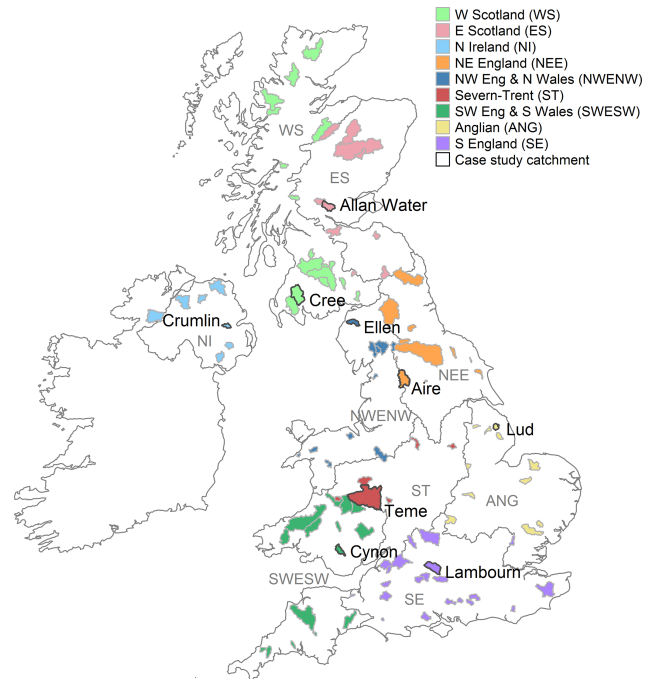 W Scotland (WS)
E Scotland (ES)
N Ireland (NI)
NE England (NEE)
NW Eng & N Wales (NWENW)
Severn-Trent (ST)
SW Eng & S Wales (SWESW)
Anglian (ANG)
S England (SE)
Case study catchment
WS
ES
Allan Water
Cree
Crumlin
Ellen
NI
NEE
Aire
NWENW
Lud
ST
ANG
Teme
Cynon
Lambourn
SWESW
SE